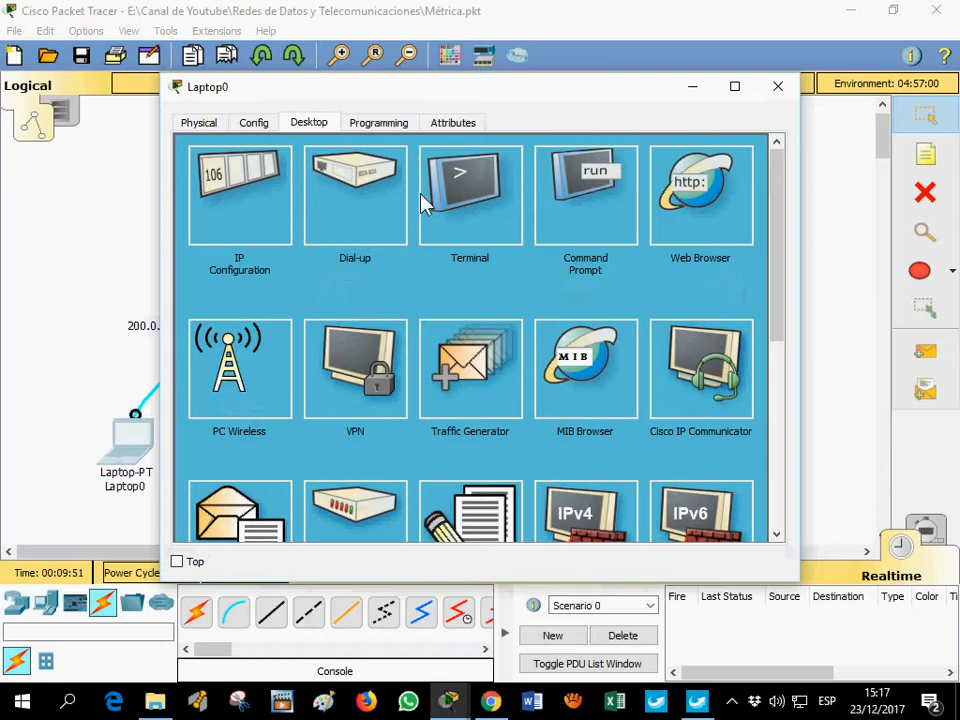 Cisco Packet Tracer - E:\Canal de Youtube\Redes de Datos y Telecomunicaciones\Métrica.pkt
File Edit Options View Tools Extensions Help
Logical
Environment: 04:57:00
Laptop0
Physical Config Desktop Programming Attributes
106
>
run
http:
IP
Configuration
Dial-up
Terminal
Command
Prompt
Web Browser
200.0.
MIB
PC Wireless
VPN
Traffic Generator
MIB Browser
Cisco IP Communicator
Laptop-PT
Laptop0
IPv4
IPv6
Top
Time: 00:09:51
Power Cycl
Realtime
Scenario 0
New
Delete
Toggle PDU List Window
Fire Last Status Source Destination Type Color Ti
Console
ESP
15:17
23/12/2017
2